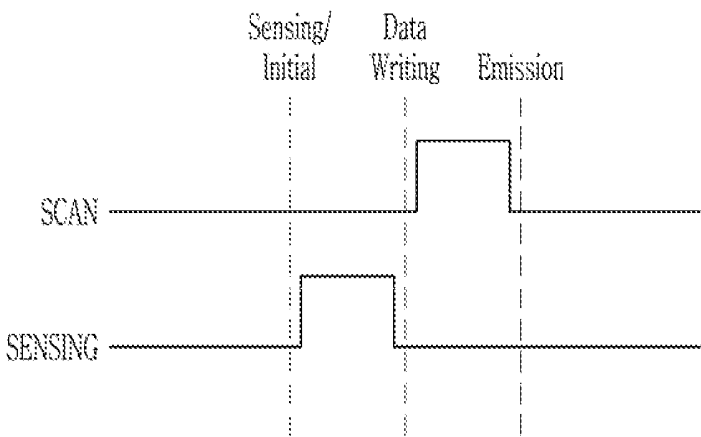 Sensing/
Initial
Data
Writing
Emission
SCAN
SENSING